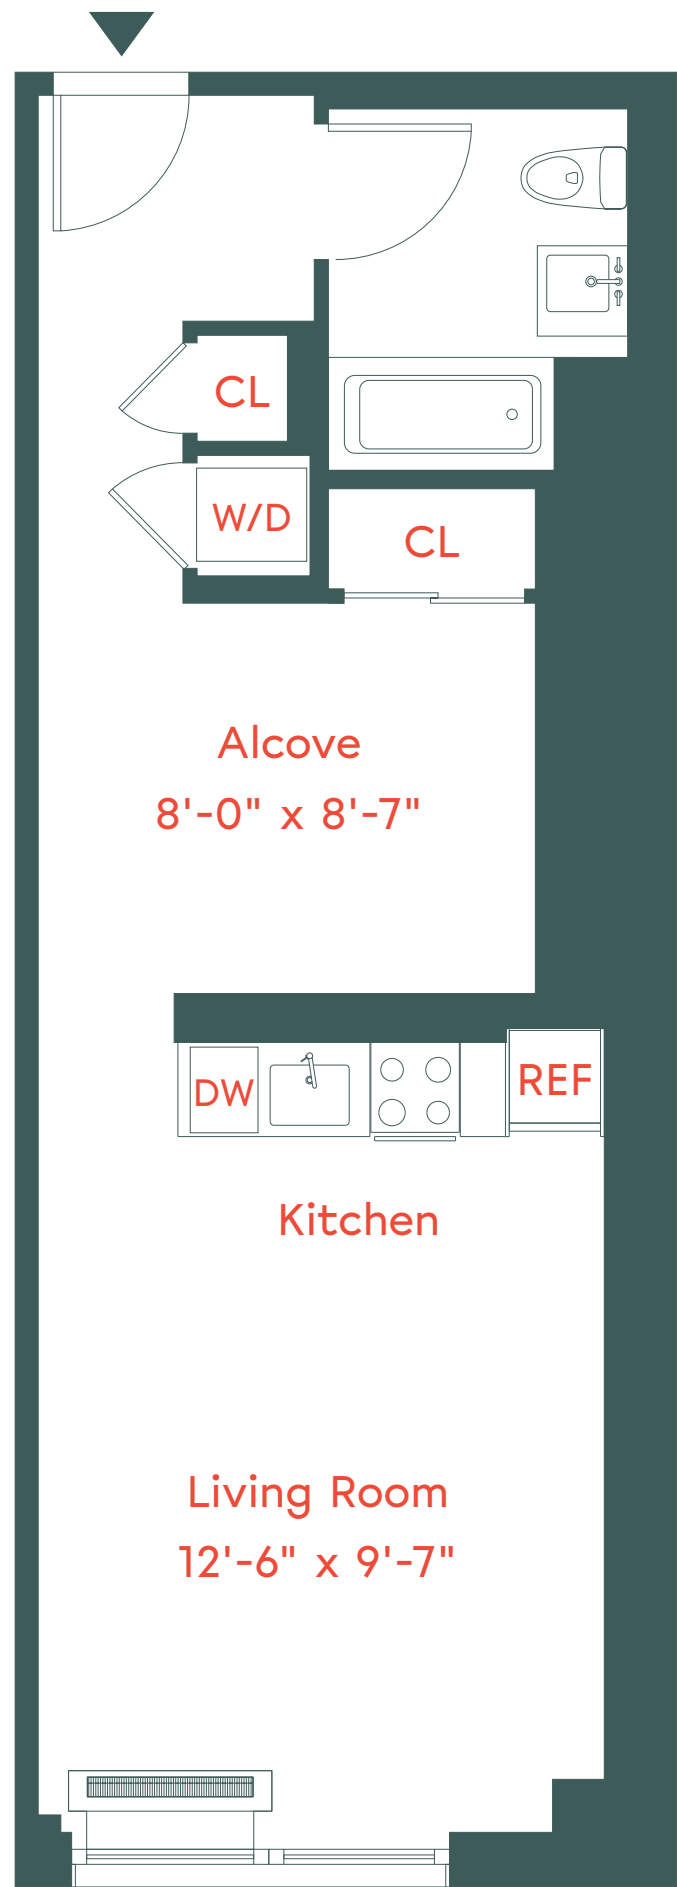 CL
W/D
CL
Alcove
8'-0" x 8'-7"
DW
REF
Kitchen
Living Room
12'-6" x 9'-7"